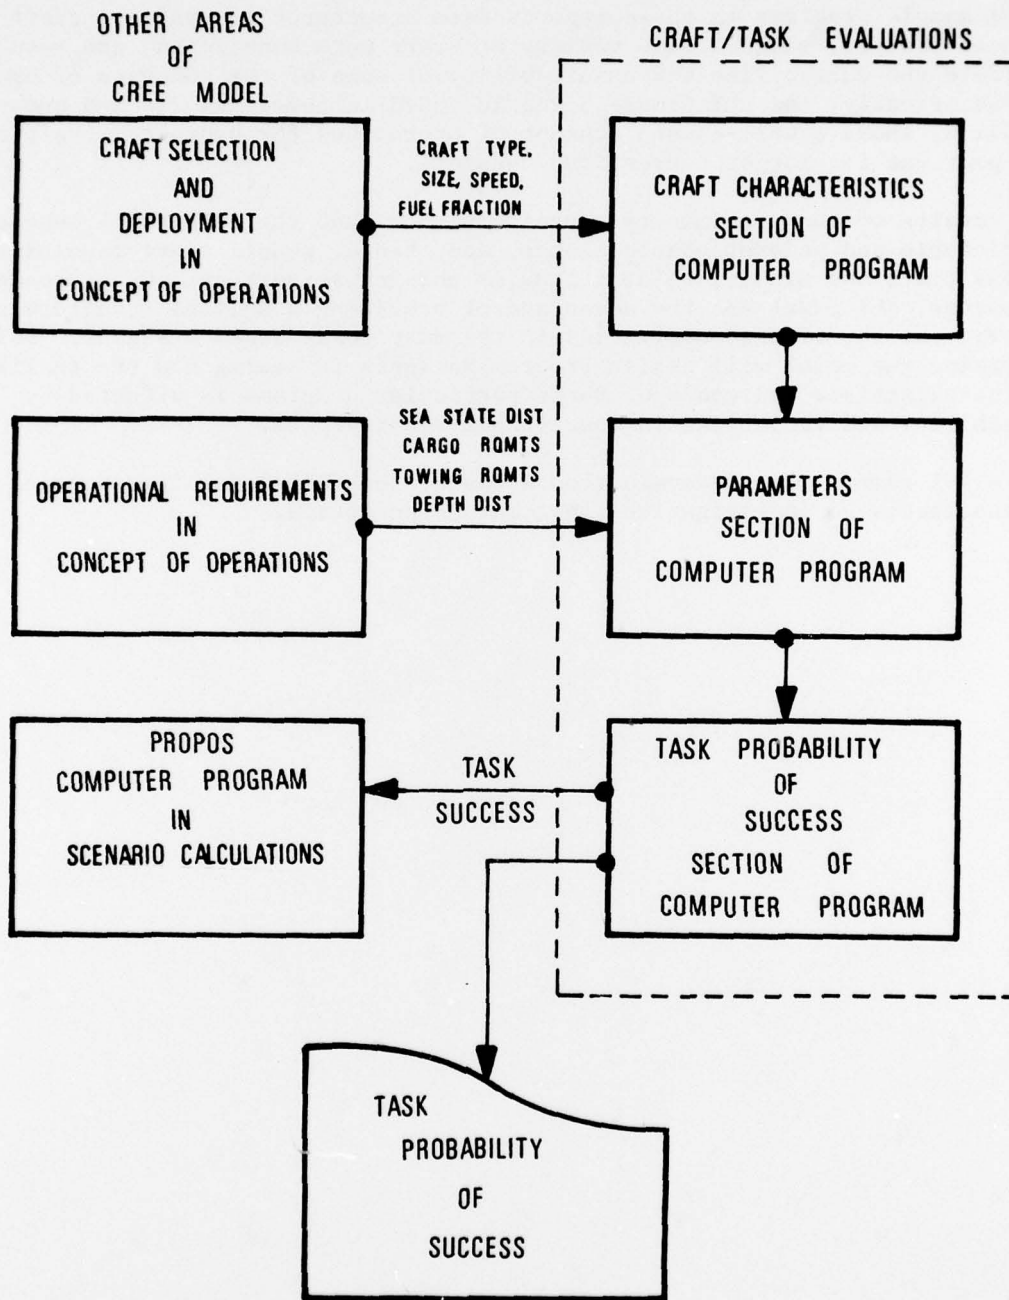 OTHER AREAS
OF
CREE MODEL
CRAFT/TASK EVALUATIONS
CRAFT SELECTION
AND
DEPLOYMENT
IN
CONCEPT OF OPERATIONS
CRAFT TYPE,
SIZE, SPEED,
FUEL FRACTION
CRAFT CHARACTERISTICS
SECTION OF
COMPUTER PROGRAM
OPERATIONAL REQUIREMENTS
IN
CONCEPT OF OPERATIONS
SEA STATE DIST
CARGO RQMTS
TOWING RQMTS
DEPTH DIST
PARAMETERS
SECTION OF
COMPUTER PROGRAM
PROPOS
COMPUTER PROGRAM
IN
SCENARIO CALCULATIONS
TASK
SUCCESS
TASK PROBABILITY
OF
SUCCESS
SECTION OF
COMPUTER PROGRAM
TASK
PROBABILITY
OF
SUCCESS